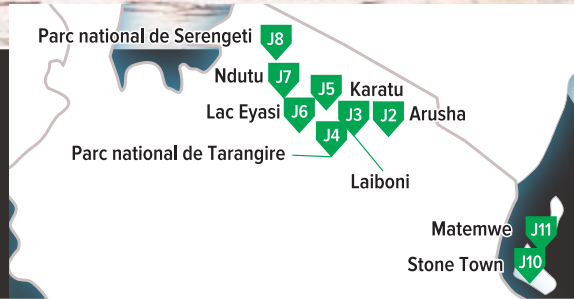 Parc national de Serengeti J8
Ndutu J7
J5 Karatu
Lac Eyasi J6 J3 J2 Arusha
J4
Parc national de Tarangire
Laiboni
Matemwe J11
Stone Town J10